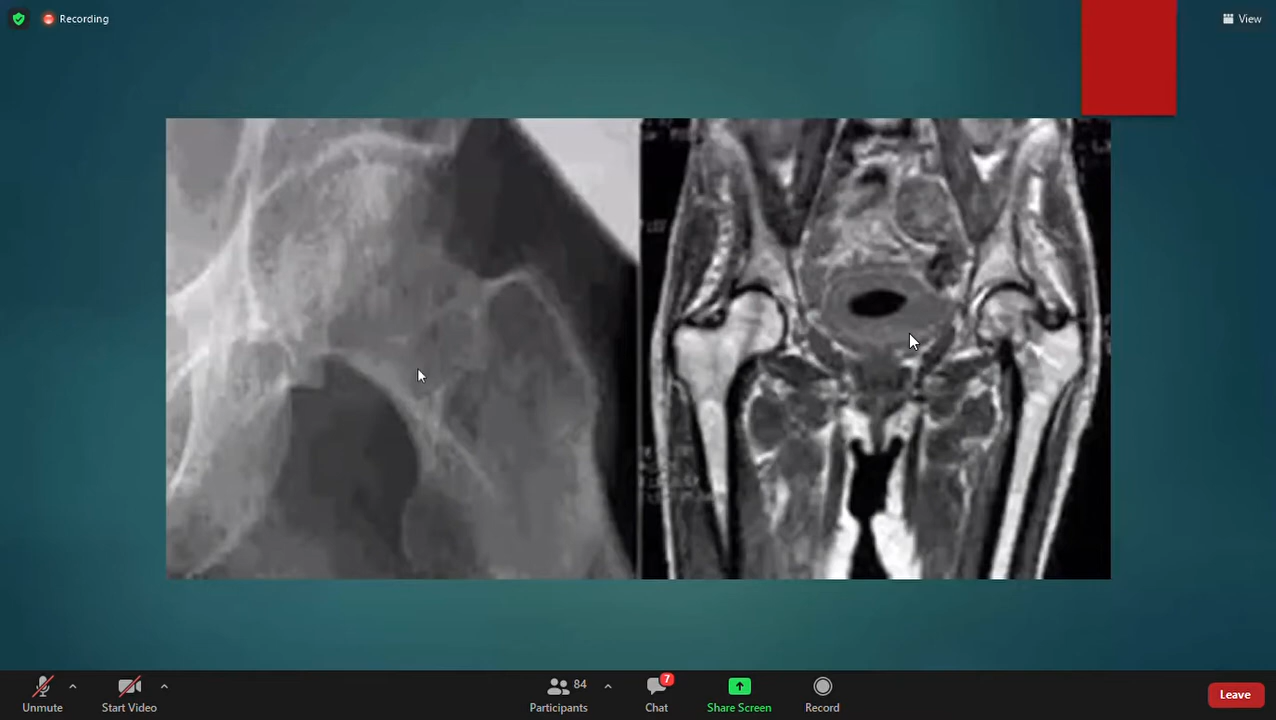 Recording
View
Unmute
Start Video
84
Participants
7
Chat
Share Screen
Record
Leave